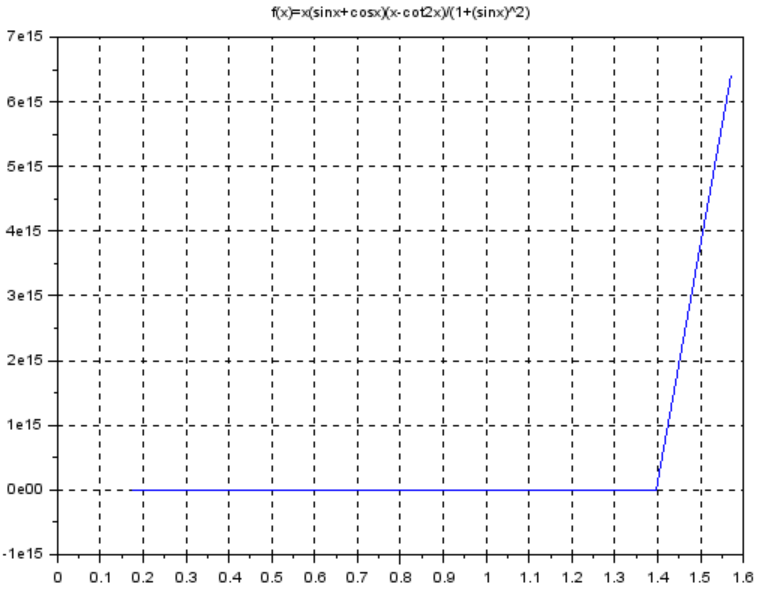 f(x)=x(sinx+cosx)(x-cot2x)/(1+(sinx)^2)
7e15
6e15
5e15
4e15
3e15
2e15
1e15
0e00
-1e15
0 0.1 0.2 0.3 0.4 0.5 0.6 0.7 0.8 0.9 1 1.1 1.2 1.3 1.4 1.5 1.6